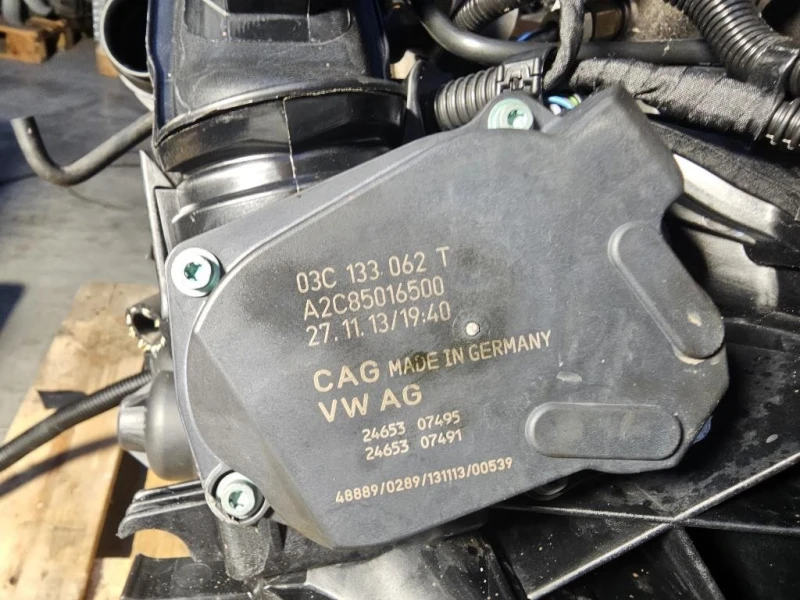 03C 133 062 T
A2C85016500
27.11.13/19:40
CAG MADE IN GERMANY
VW AG
24653 07495
24653 07491
48889/0289/131113/00539